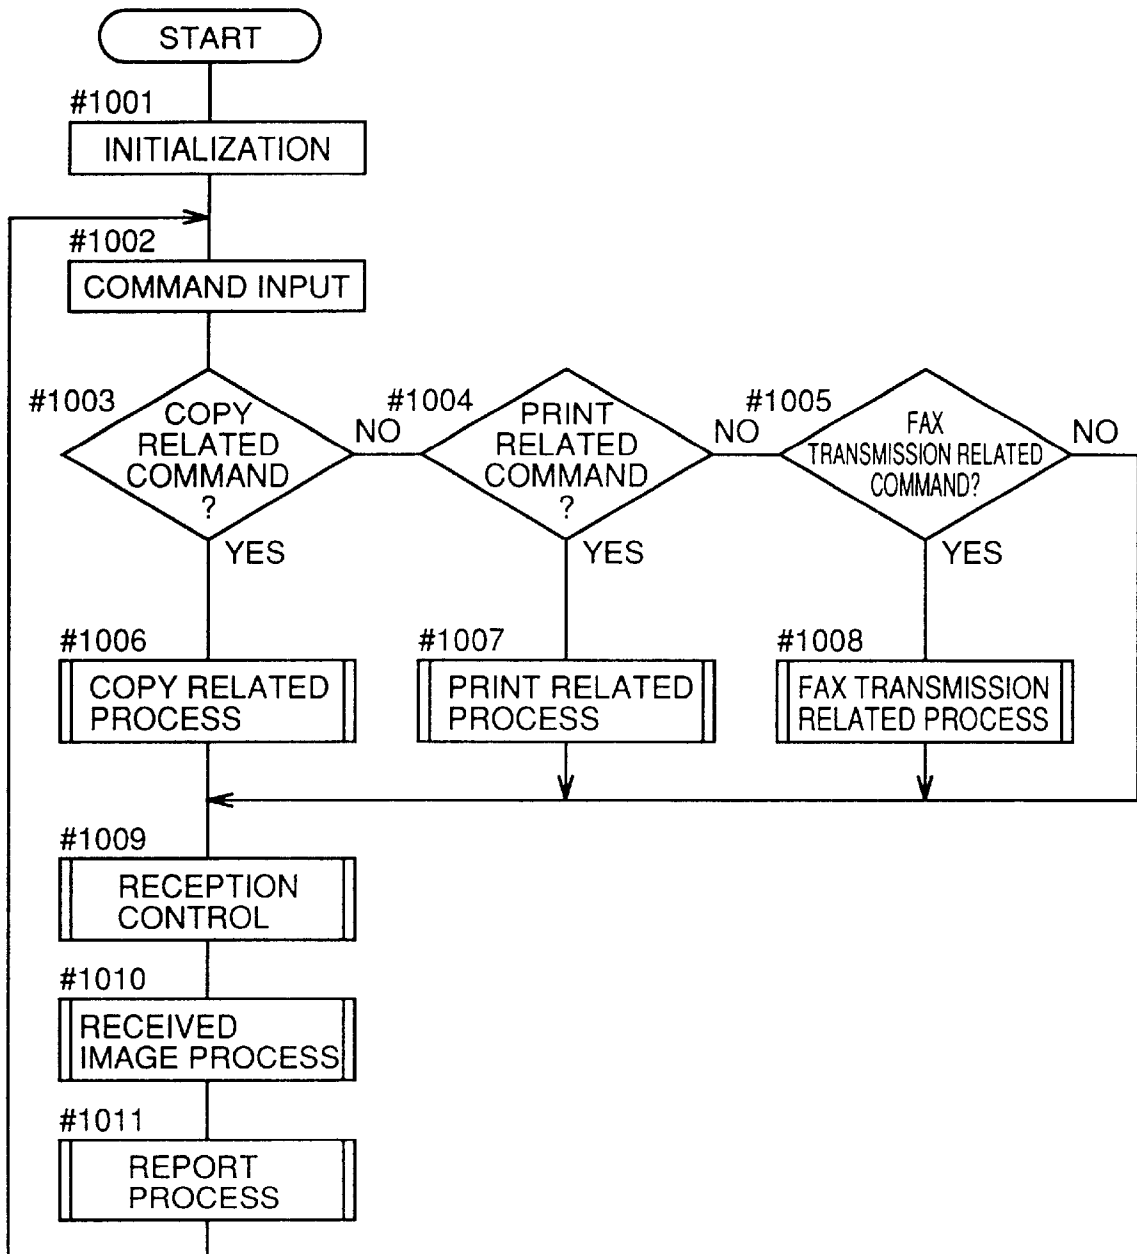 START
#1001
INITIALIZATION
#1002
COMMAND INPUT
#1003
COPY
RELATED
COMMAND
?
NO
YES
#1004
PRINT
RELATED
COMMAND
?
NO
YES
#1005
FAX
TRANSMISSION RELATED
COMMAND?
NO
YES
#1006
COPY RELATED
PROCESS
#1007
PRINT RELATED
PROCESS
#1008
FAX TRANSMISSION
RELATED PROCESS
#1009
RECEPTION
CONTROL
#1010
RECEIVED
IMAGE PROCESS
#1011
REPORT
PROCESS